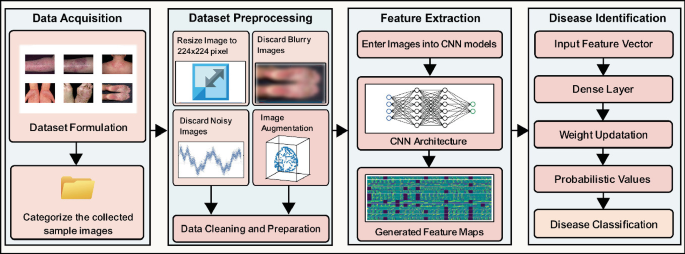 Data Acquisition
Dataset Formulation
Categorize the collected
sample images
Dataset Preprocessing
Resize Image to
224x224 pixel
Discard Blurry
Images
Discard Noisy
Images
Image
Augmentation
Data Cleaning and Preparation
Feature Extraction
Enter Images into CNN models
CNN Architecture
Generated Feature Maps
Disease Identification
Input Feature Vector
Dense Layer
Weight Updatation
Probabilistic Values
Disease Classification